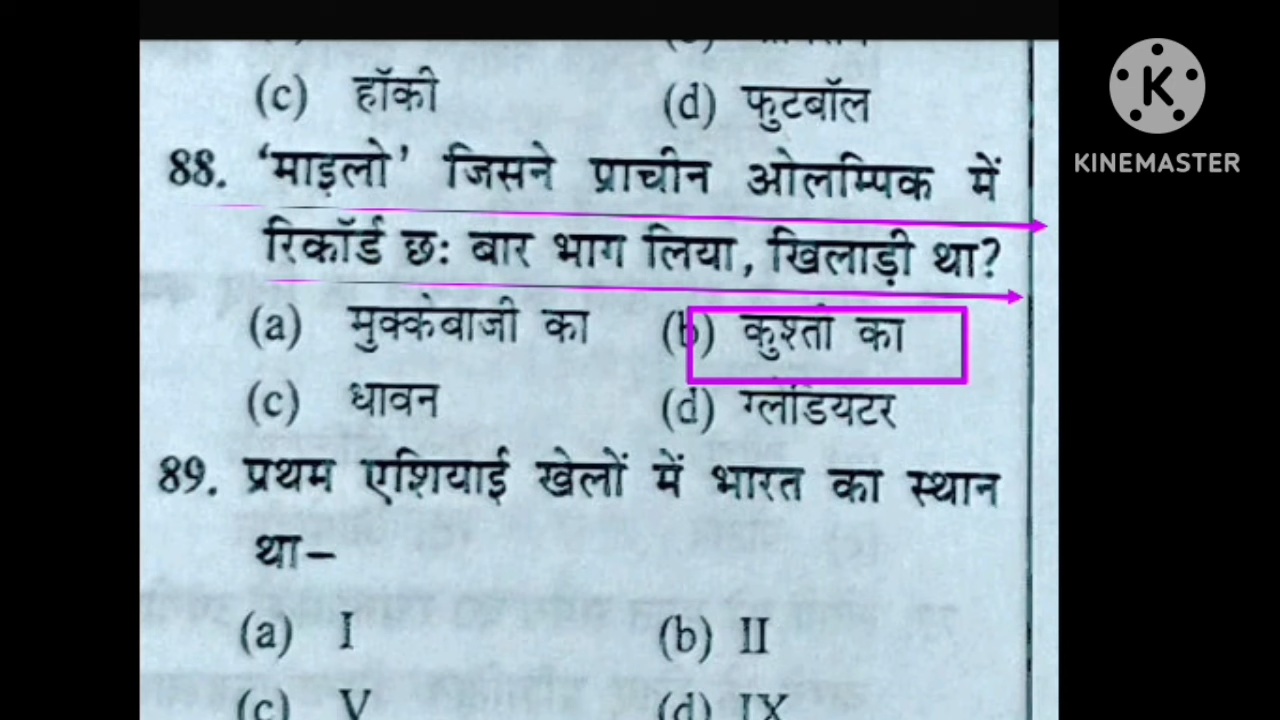 (c) हॉकी (d) फुटबॉल
88. ‘माइलो’ जिसने प्राचीन ओलम्पिक में
रिकॉर्ड छः बार भाग लिया, खिलाड़ी था?
(a) मुक्केबाजी का (b) कुश्ती का
(c) धावन (d) ग्लेडियटर
89. प्रथम एशियाई खेलों में भारत का स्थान
था–
(a) I (b) II
(c) V (d) IX
K
KINEMASTER